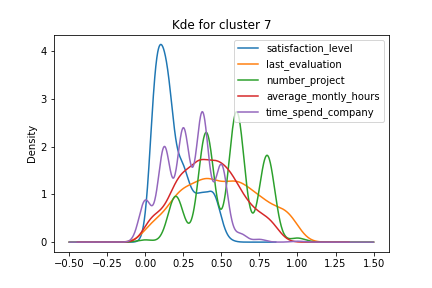 Kde for cluster 7
satisfaction_level
last_evaluation
number_project
average_montly_hours
time_spend_company
Density
4
3
2
1
0
−0.50 −0.25 0.00 0.25 0.50 0.75 1.00 1.25 1.50